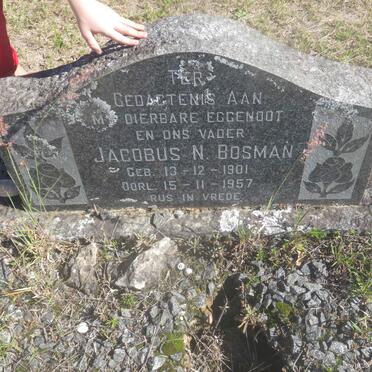 TER
GEDAGTENIS AAN
MY DIERBARE EGGENOOT
EN ONS VADER
JACOBUS N. BOSMAN
GEB. 13-12-1901
OORL. 15-11-1957
RUS IN VREDE